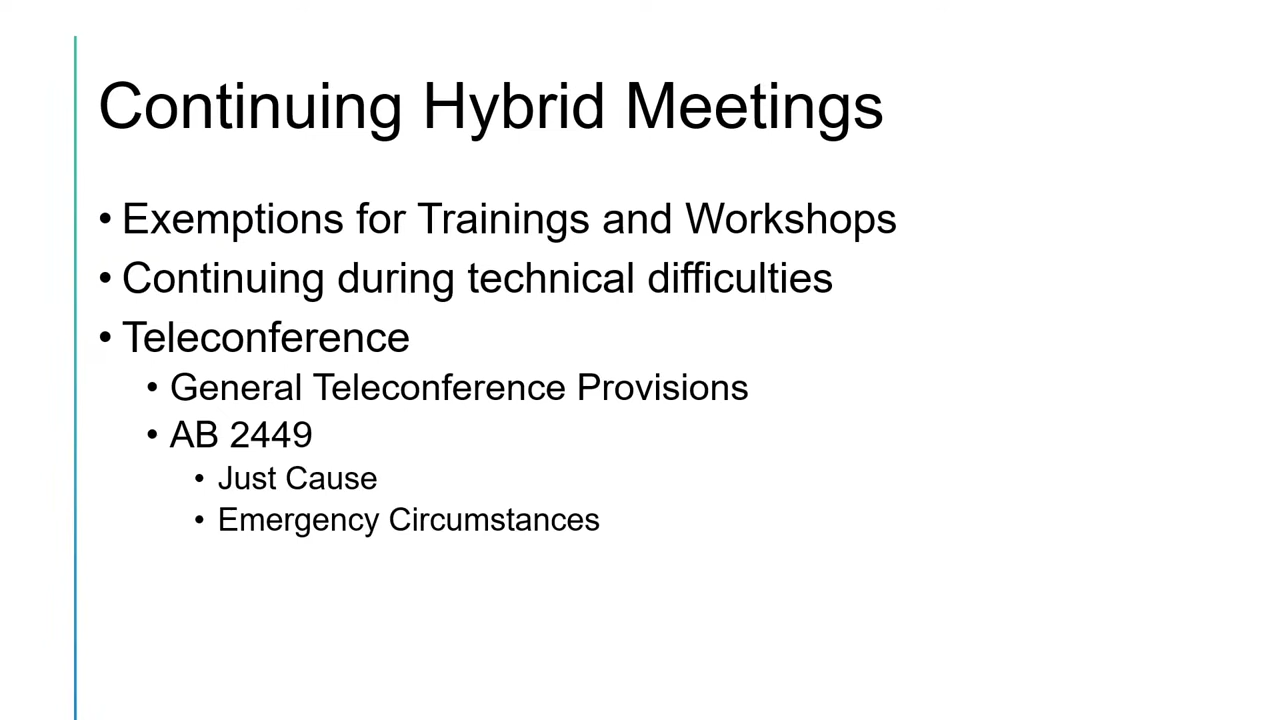 Continuing Hybrid Meetings
• Exemptions for Trainings and Workshops
• Continuing during technical difficulties
• Teleconference
• General Teleconference Provisions
• AB 2449
• Just Cause
• Emergency Circumstances